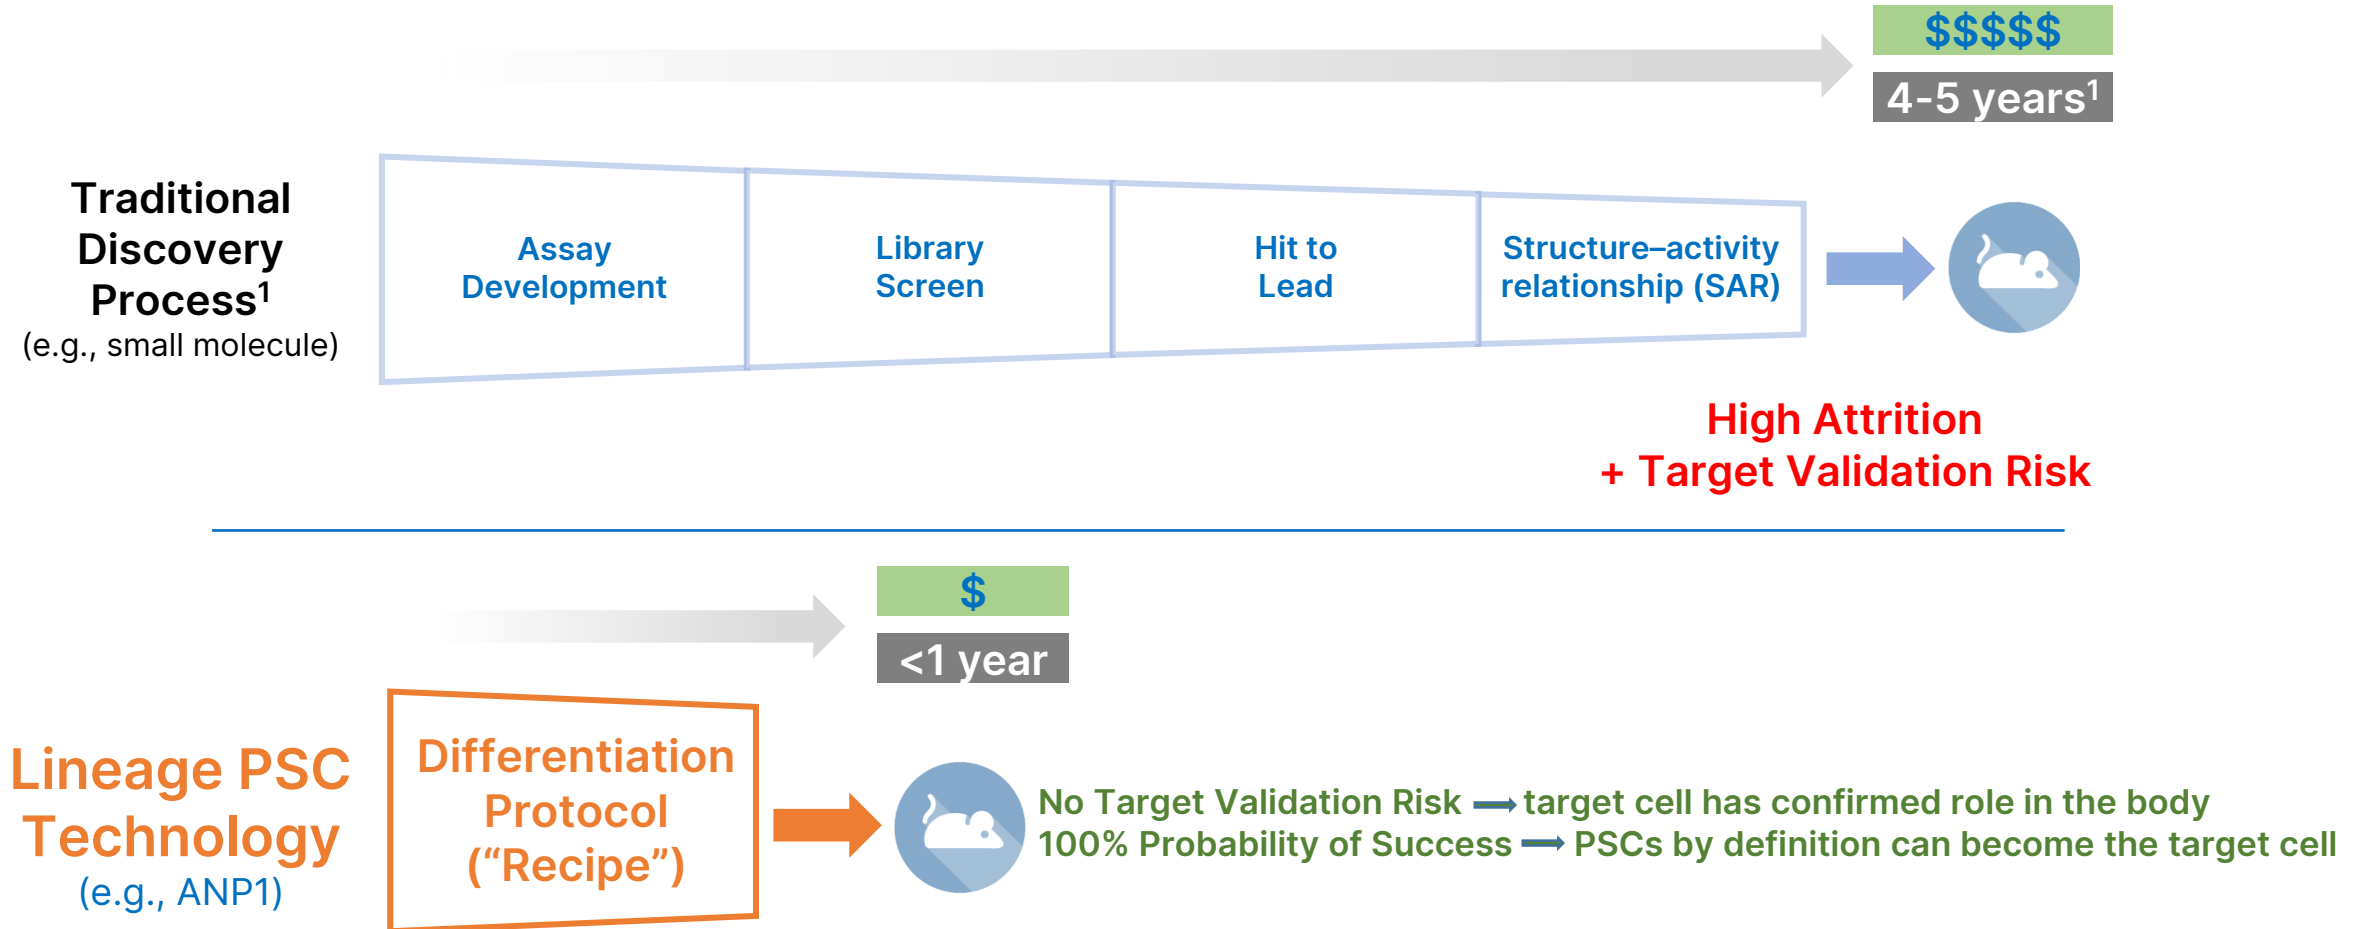 $$$$$
4-5 years¹
Traditional
Discovery
Process¹
(e.g., small molecule)
Assay
Development
Library
Screen
Hit to
Lead
Structure–activity
relationship (SAR)
High Attrition
+ Target Validation Risk
$
<1 year
Lineage PSC
Technology
(e.g., ANP1)
Differentiation
Protocol
(“Recipe”)
No Target Validation Risk target cell has confirmed role in the body
100% Probability of Success PSCs by definition can become the target cell